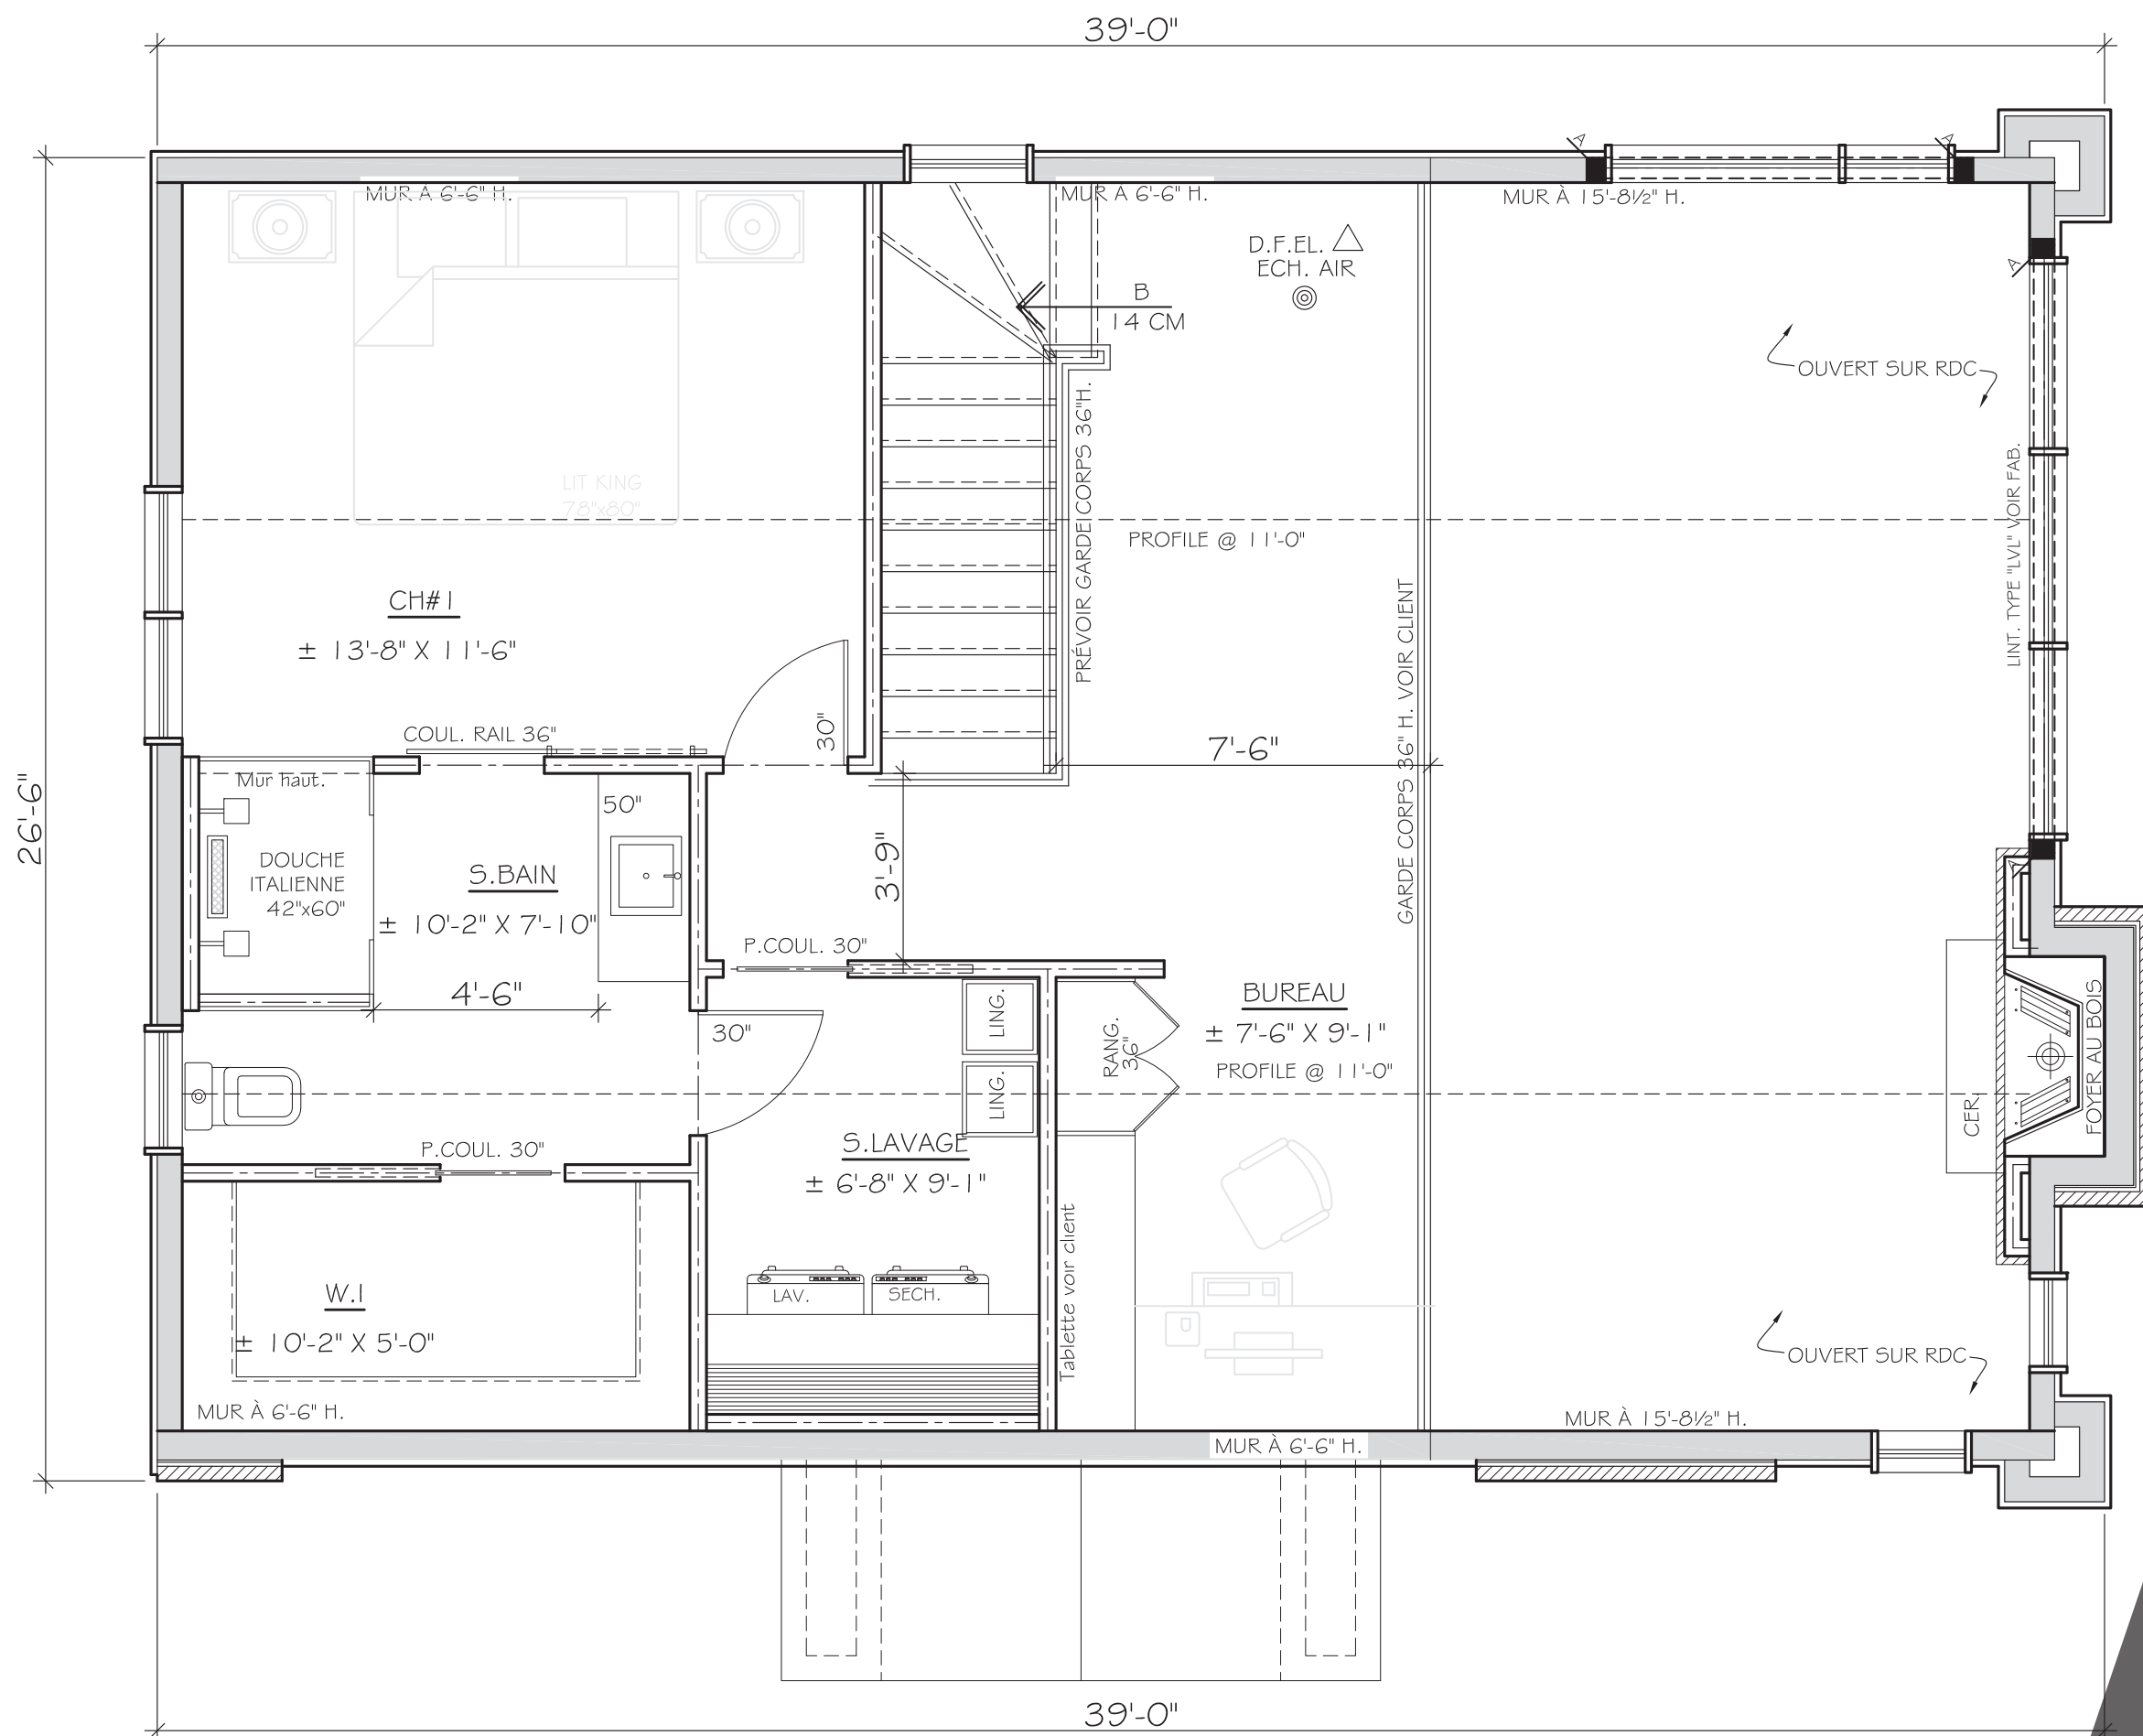 39'-0"
MUR À 6'-6" H.
MUR À 6'-6" H.
MUR À 15'-8½" H.
A
A
D.F.EL.
ECH. AIR
A
B
14 CM
OUVERT SUR RDC
PRÉVOIR GARDE CORPS 36"H.
LIT KING
78"x80"
PROFILE @ 11'-0"
LINT. TYPE "LVL" VOIR FAB.
CH#1
± 13'-8" X 11'-6"
GARDE CORPS 36" H. VOIR CLIENT
COUL. RAIL 36"
30"
7'-6"
26'-6"
Mur haut.
50"
DOUCHE
ITALIENNE
42"x60"
S.BAIN
± 10'-2" X 7'-10"
3'-9"
A
P.COUL. 30"
4'-6"
LING.
30"
BUREAU
± 7'-6" X 9'-1"
RANG.
36"
PROFILE @ 11'-0"
LING.
CER.
FOYER AU BOIS
P.COUL. 30"
S.LAVAGE
± 6'-8" X 9'-1"
Tablette voir client
W.I
± 10'-2" X 5'-0"
LAV.
SECH.
OUVERT SUR RDC
MUR À 6'-6" H.
MUR À 15'-8½" H.
MUR À 6'-6" H.
39'-0"